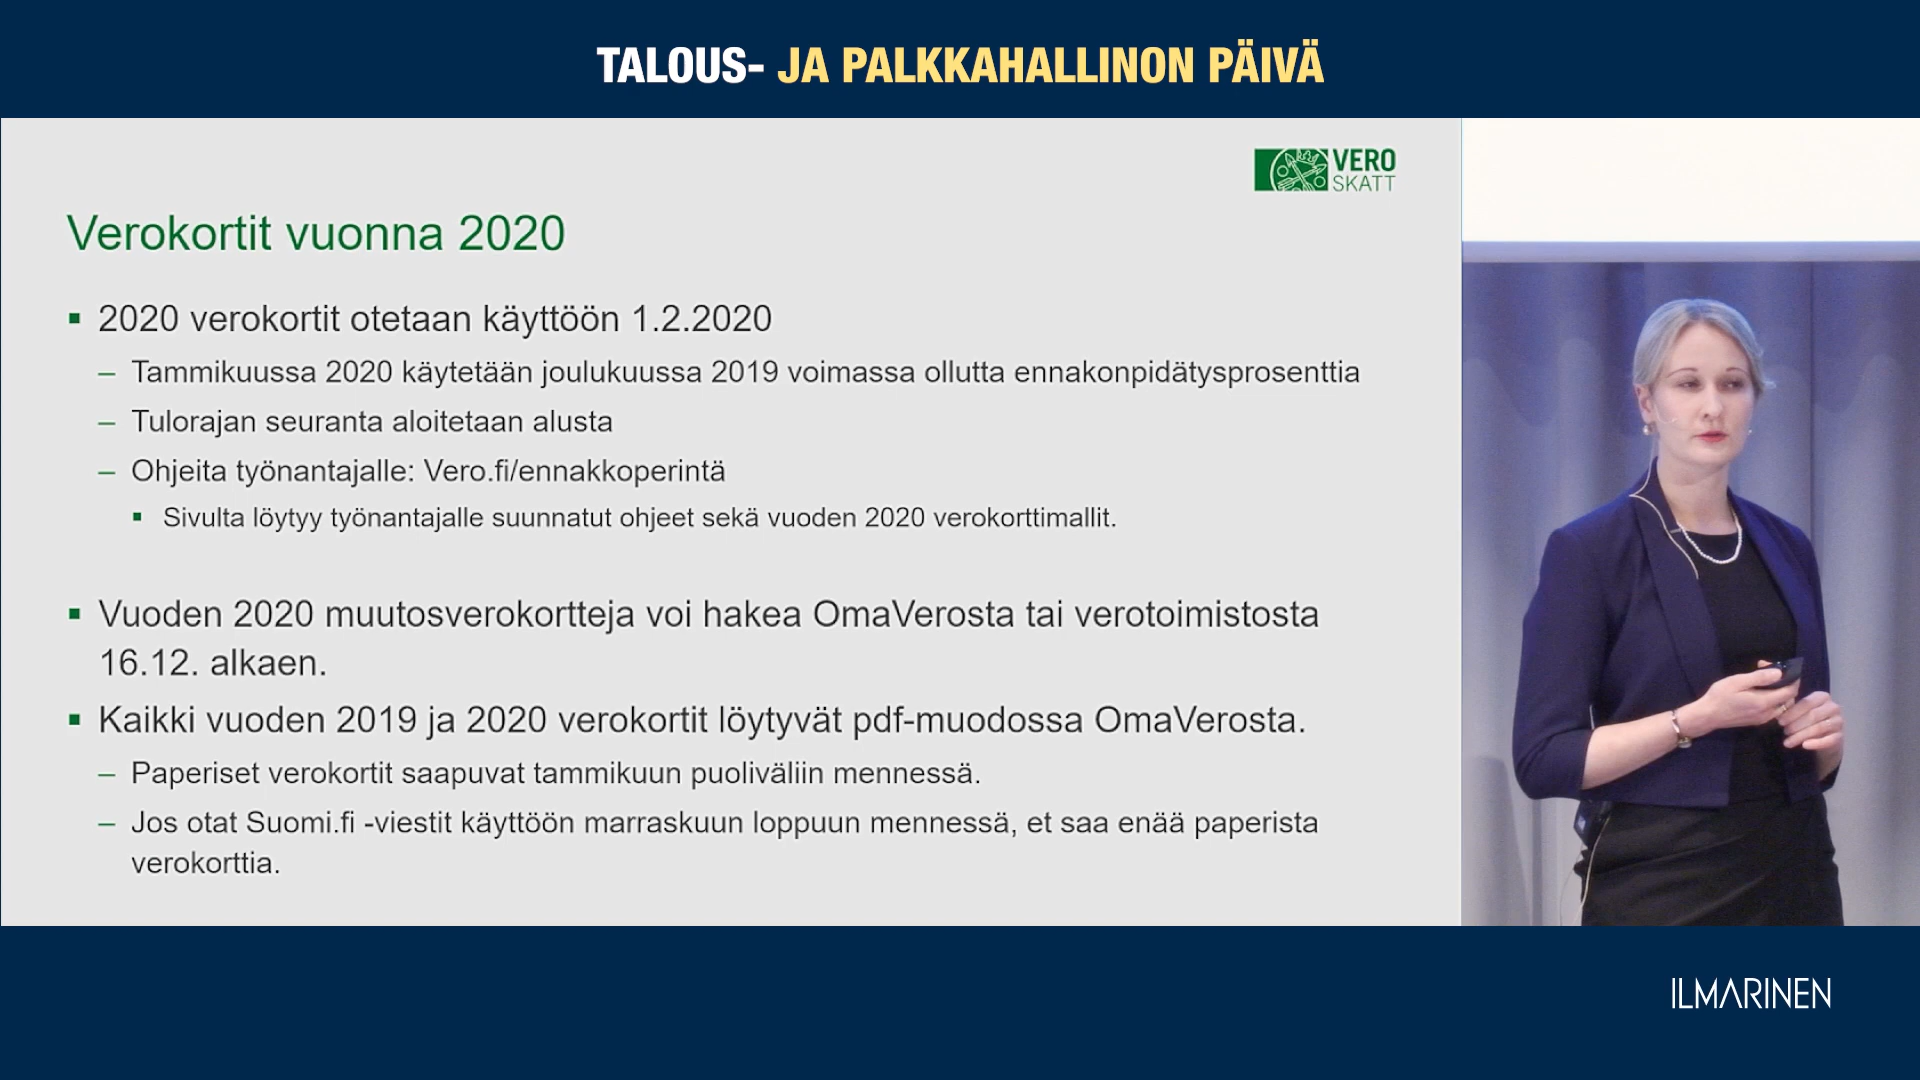 TALOUS- JA PALKKAHALLINON PÄIVÄ
VERO
SKATT
Verokortit vuonna 2020
▪ 2020 verokortit otetaan käyttöön 1.2.2020
– Tammikuussa 2020 käytetään joulukuussa 2019 voimassa ollutta ennakonpidätysprosenttia
– Tulorajan seuranta aloitetaan alusta
– Ohjeita työnantajalle: Vero.fi/ennakkoperintä
▪ Sivulta löytyy työnantajalle suunnatut ohjeet sekä vuoden 2020 verokorttimallit.
▪ Vuoden 2020 muutosverokortteja voi hakea OmaVerosta tai verotoimistosta
16.12. alkaen.
▪ Kaikki vuoden 2019 ja 2020 verokortit löytyvät pdf-muodossa OmaVerosta.
– Paperiset verokortit saapuvat tammikuun puoliväliin mennessä.
– Jos otat Suomi.fi -viestit käyttöön marraskuun loppuun mennessä, et saa enää paperista
verokorttia.
ILMARINEN